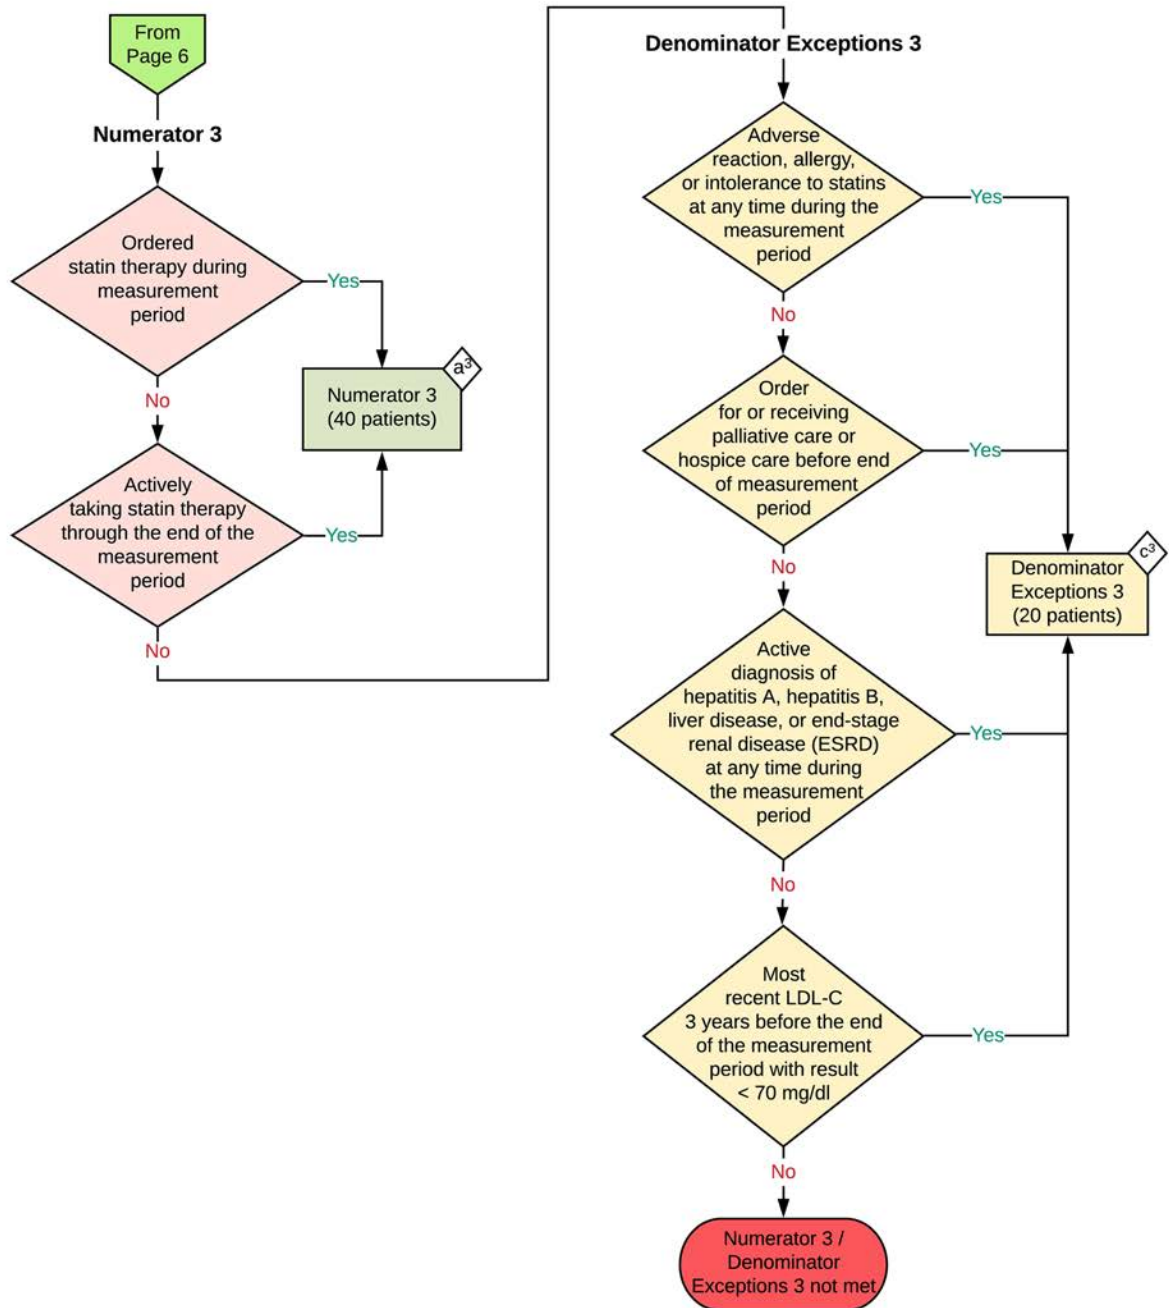 From
Page 6
Numerator 3
Ordered
statin therapy during
measurement
period
Yes
No
Numerator 3
(40 patients)
a³
Actively
taking statin therapy
through the end of the
measurement
period
Yes
No
Denominator Exceptions 3
Adverse
reaction, allergy,
or intolerance to statins
at any time during the
measurement
period
Yes
No
Order
for or receiving
palliative care or
hospice care before end
of measurement
period
Yes
No
Denominator
Exceptions 3
(20 patients)
c³
Active
diagnosis of
hepatitis A, hepatitis B,
liver disease, or end-stage
renal disease (ESRD)
at any time during
the measurement
period
Yes
No
Most
recent LDL-C
3 years before the end
of the measurement
period with result
< 70 mg/dl
Yes
No
Numerator 3 /
Denominator
Exceptions 3 not met